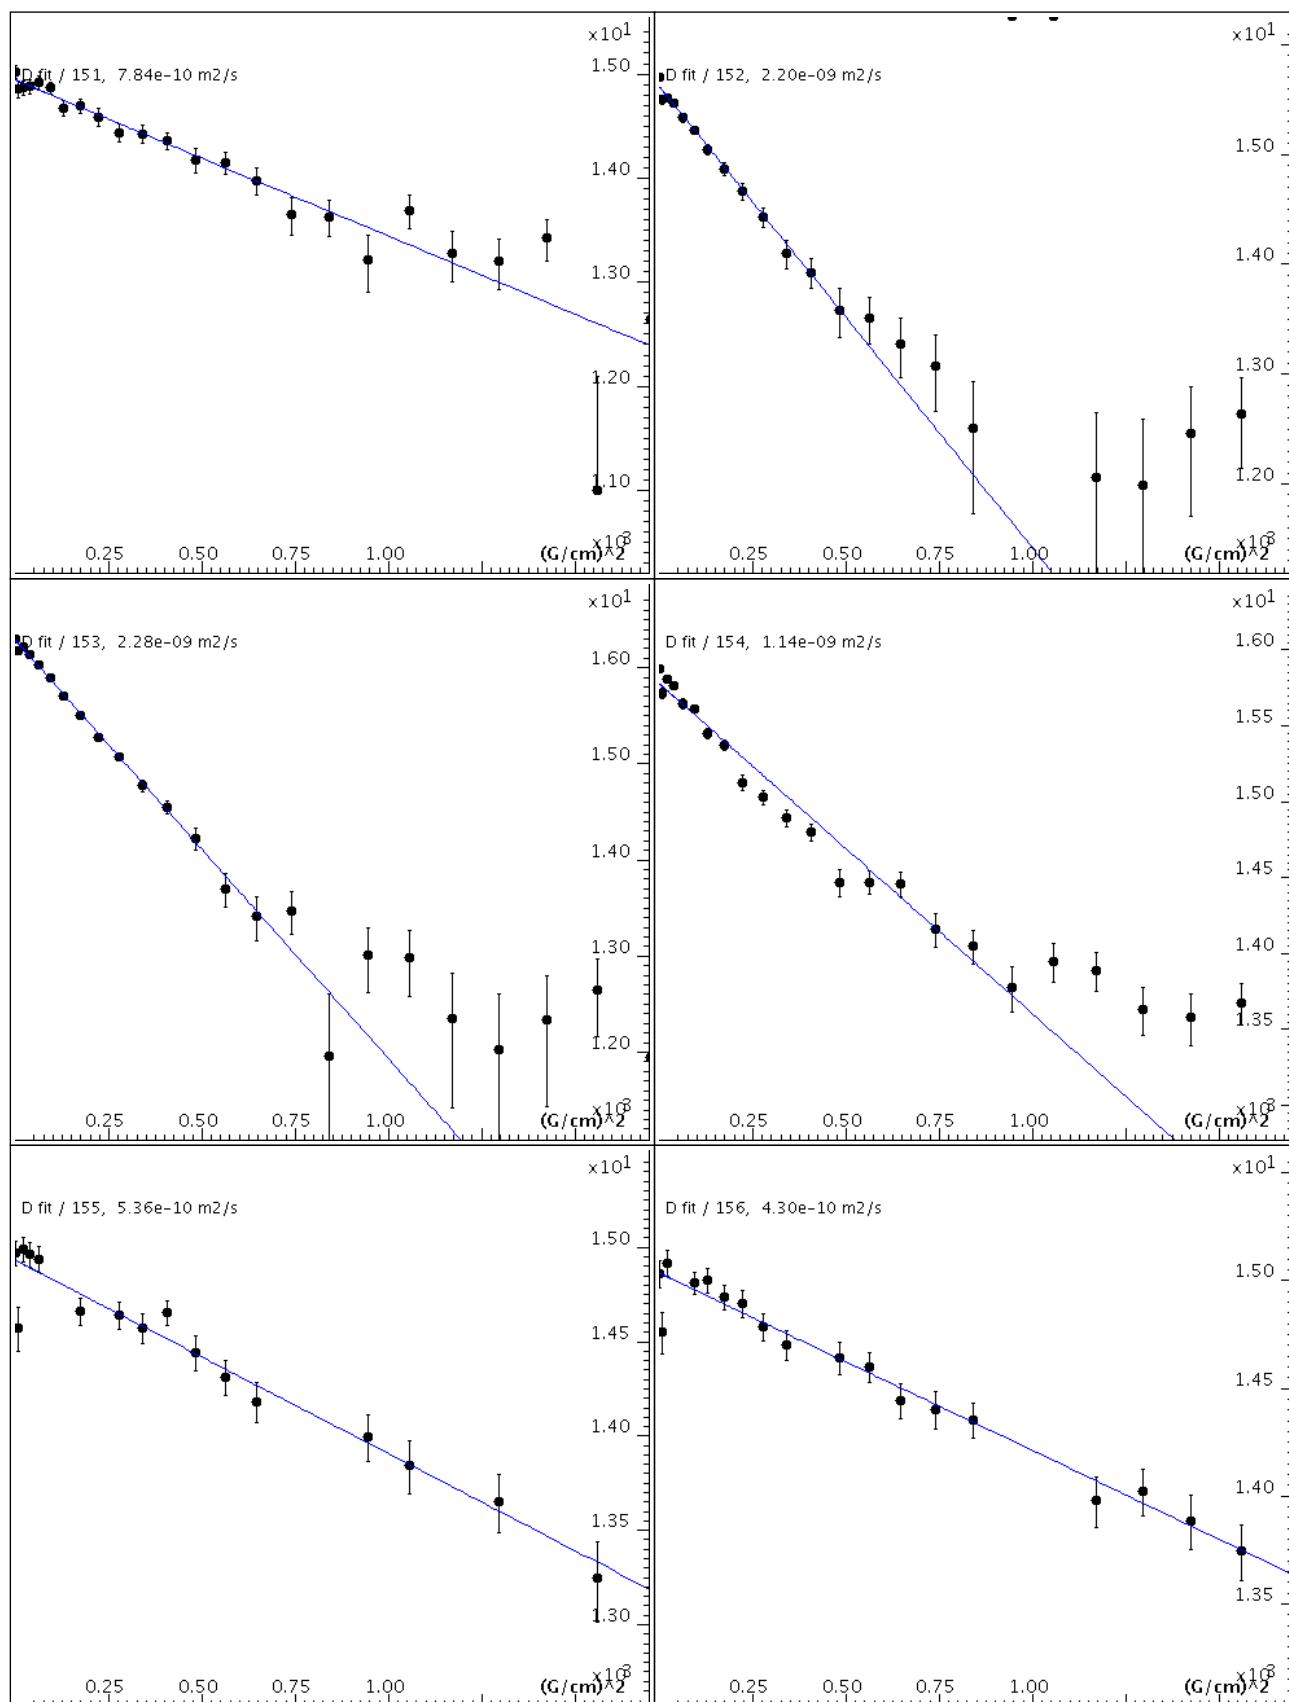 x10¹
D fit / 151, 7.84e-10 m2/s
1.50
1.40
1.30
1.20
1.10
0.25 0.50 0.75 1.00 (G/cm)^2 x10³
x10¹
D fit / 152, 2.20e-09 m2/s
1.50
1.40
1.30
1.20
0.25 0.50 0.75 1.00 (G/cm)^2 x10³
x10¹
D fit / 153, 2.28e-09 m2/s
1.60
1.50
1.40
1.30
1.20
0.25 0.50 0.75 1.00 (G/cm)^2 x10³
x10¹
D fit / 154, 1.14e-09 m2/s
1.60
1.55
1.50
1.45
1.40
1.35
0.25 0.50 0.75 1.00 (G/cm)^2 x10³
x10¹
D fit / 155, 5.36e-10 m2/s
1.50
1.45
1.40
1.35
1.30
0.25 0.50 0.75 1.00 (G/cm)^2 x10³
x10¹
D fit / 156, 4.30e-10 m2/s
1.50
1.45
1.40
1.35
0.25 0.50 0.75 1.00 (G/cm)^2 x10³